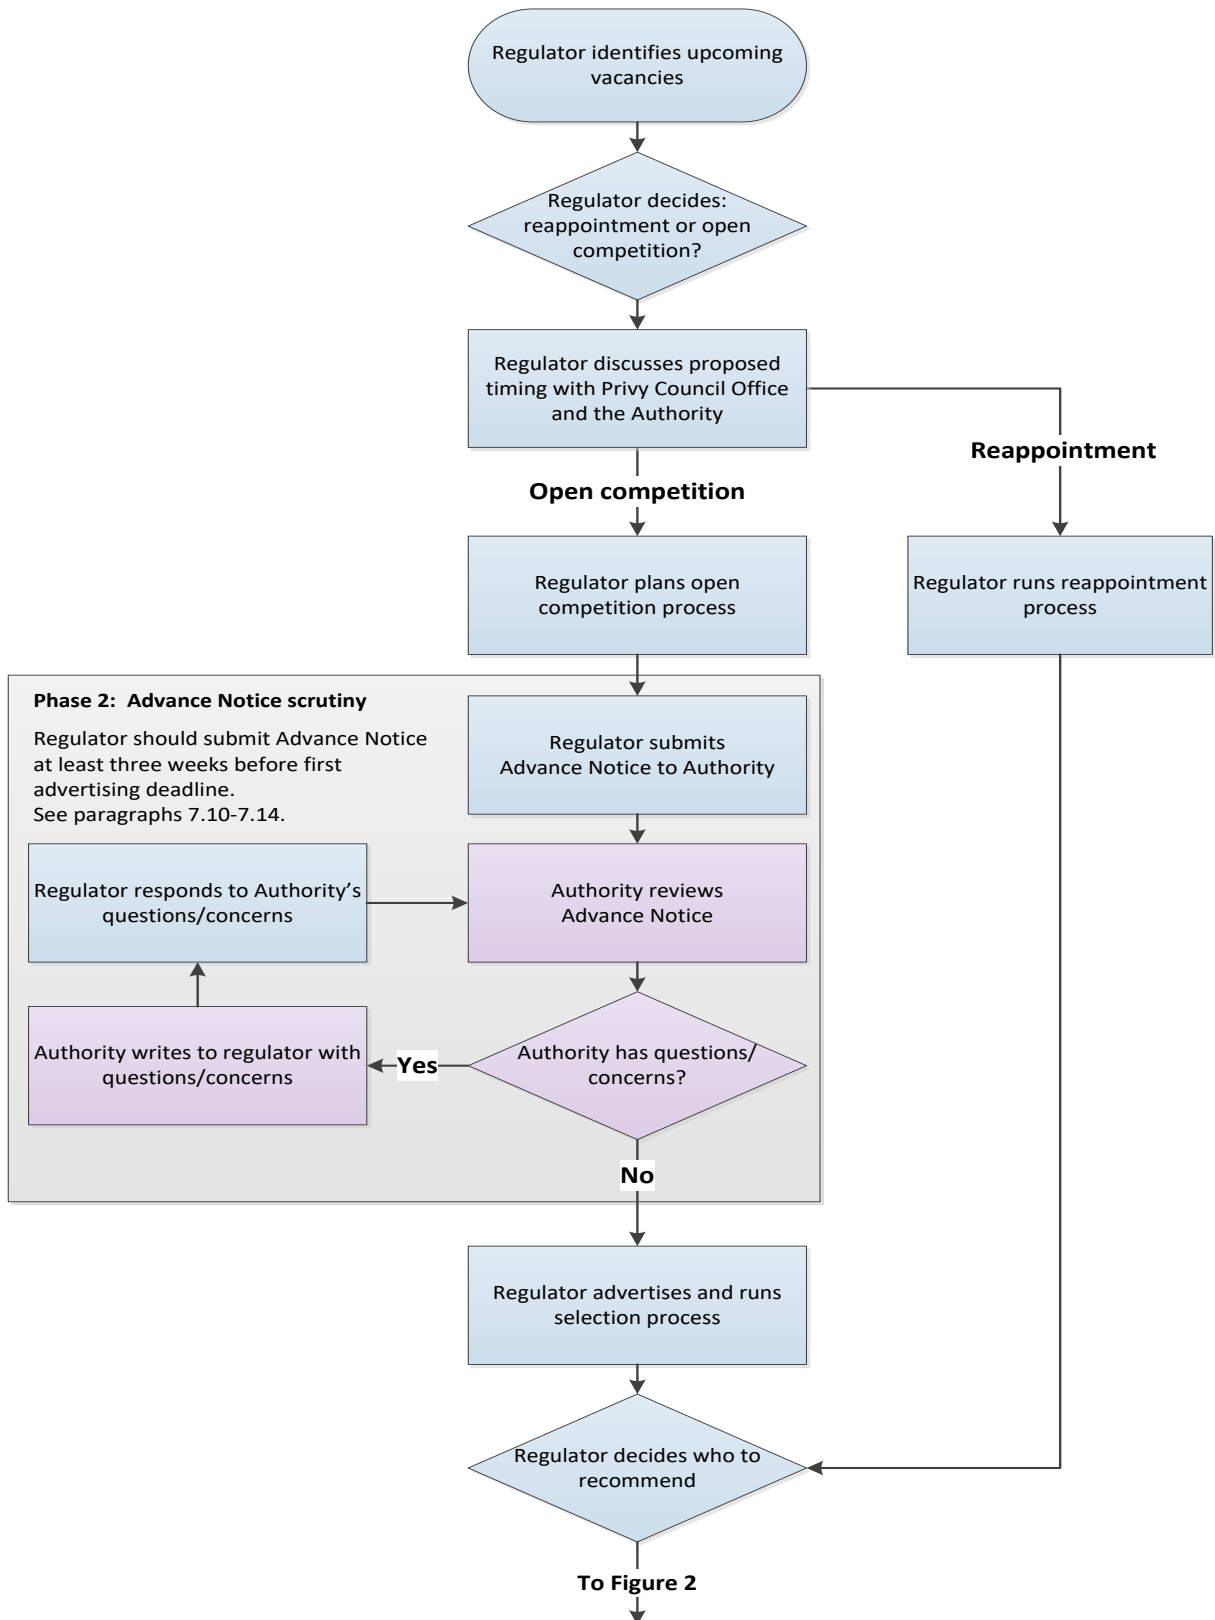 Regulator identifies upcoming
vacancies
Regulator decides:
reappointment or open
competition?
Regulator discusses proposed
timing with Privy Council Office
and the Authority
Reappointment
Open competition
Regulator plans open
competition process
Regulator runs reappointment
process
Phase 2:  Advance Notice scrutiny
Regulator should submit Advance Notice
at least three weeks before first
advertising deadline.
See paragraphs 7.10-7.14.
Regulator submits
Advance Notice to Authority
Regulator responds to Authority’s
questions/concerns
Authority reviews
Advance Notice
Authority writes to regulator with
questions/concerns
Yes
Authority has questions/
concerns?
No
Regulator advertises and runs
selection process
Regulator decides who to
recommend
To Figure 2